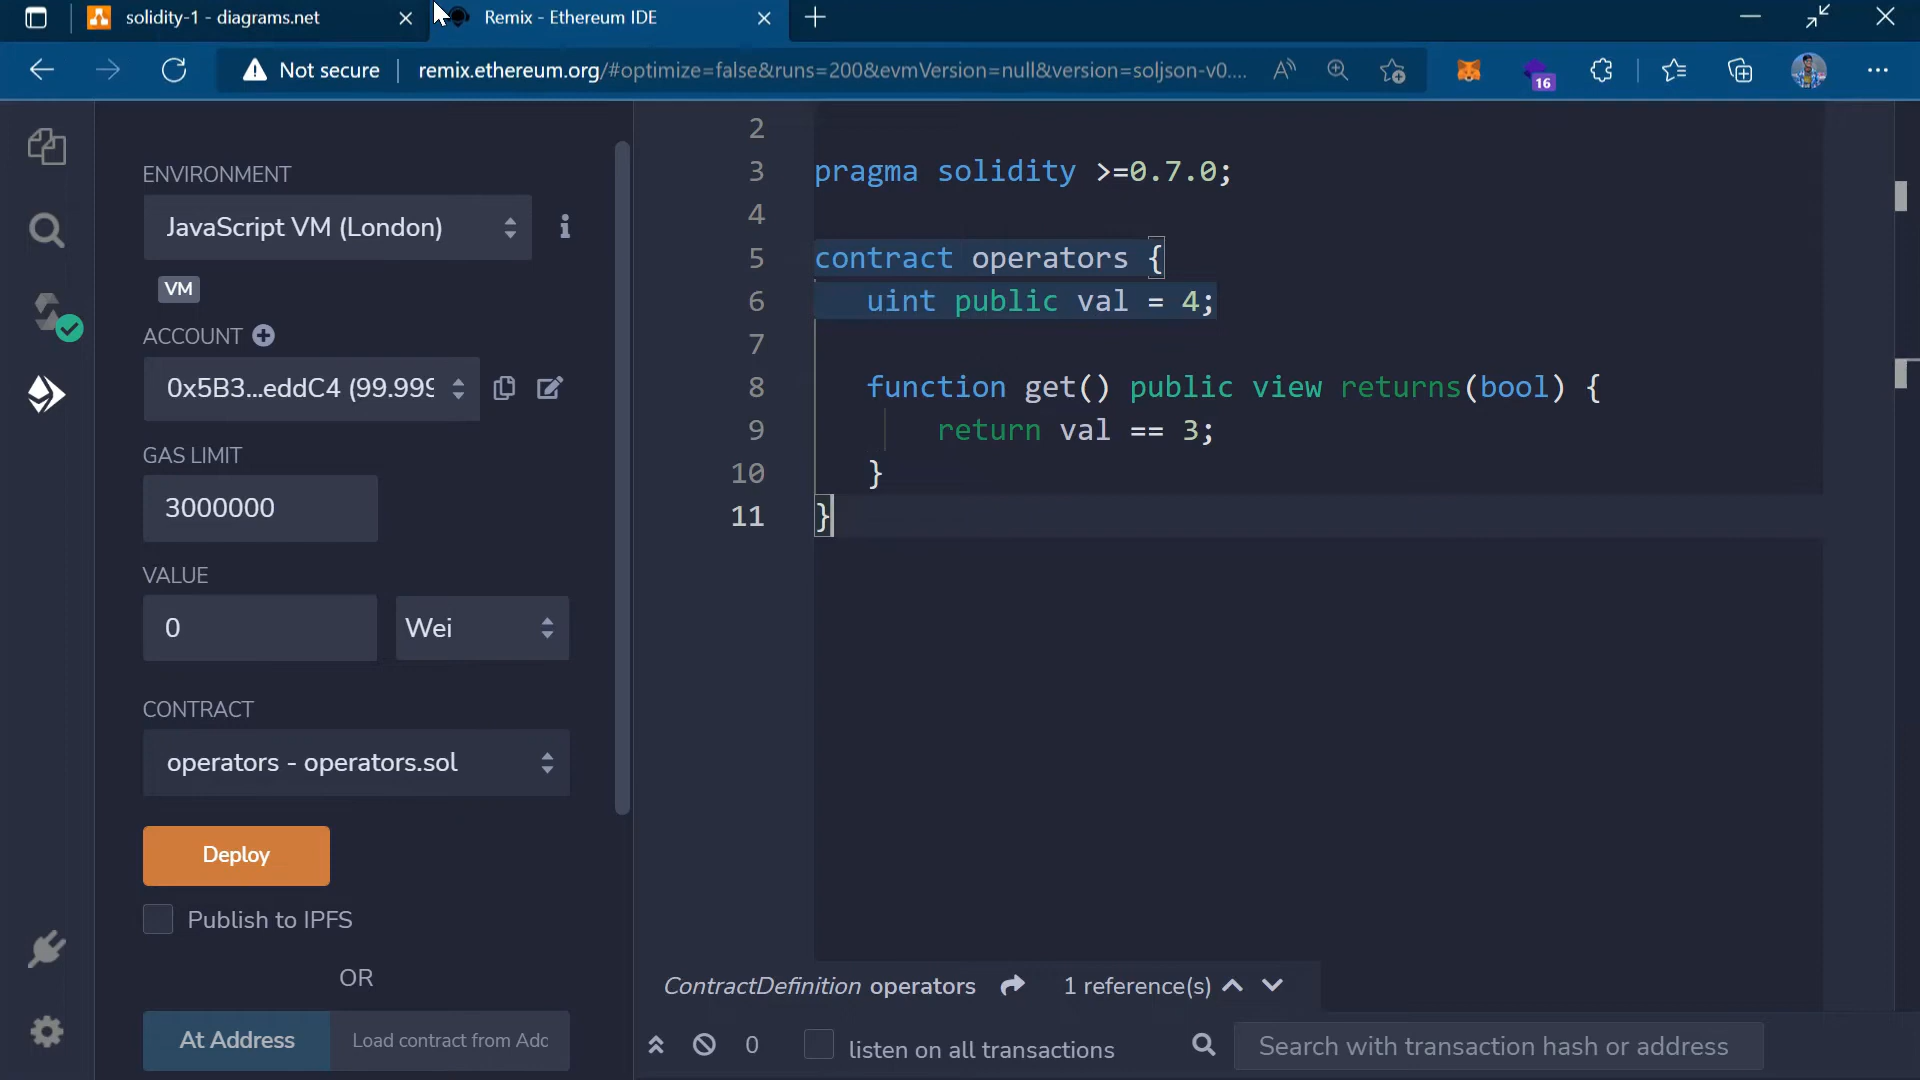 solidity-1 - diagrams.net
Remix - Ethereum IDE
Not secure
remix.ethereum.org/#optimize=false&runs=200&evmVersion=null&version=soljson-v0....
16
ENVIRONMENT
JavaScript VM (London)
VM
ACCOUNT
0x5B3...eddC4 (99.999
GAS LIMIT
3000000
VALUE
0
Wei
CONTRACT
operators - operators.sol
Deploy
Publish to IPFS
OR
At Address
Load contract from Adc
2
3 pragma solidity >=0.7.0;
4
5 contract operators {
6 uint public val = 4;
7
8 function get() public view returns(bool) {
9 return val == 3;
10 }
11 }
ContractDefinition operators
1 reference(s)
0
listen on all transactions
Search with transaction hash or address